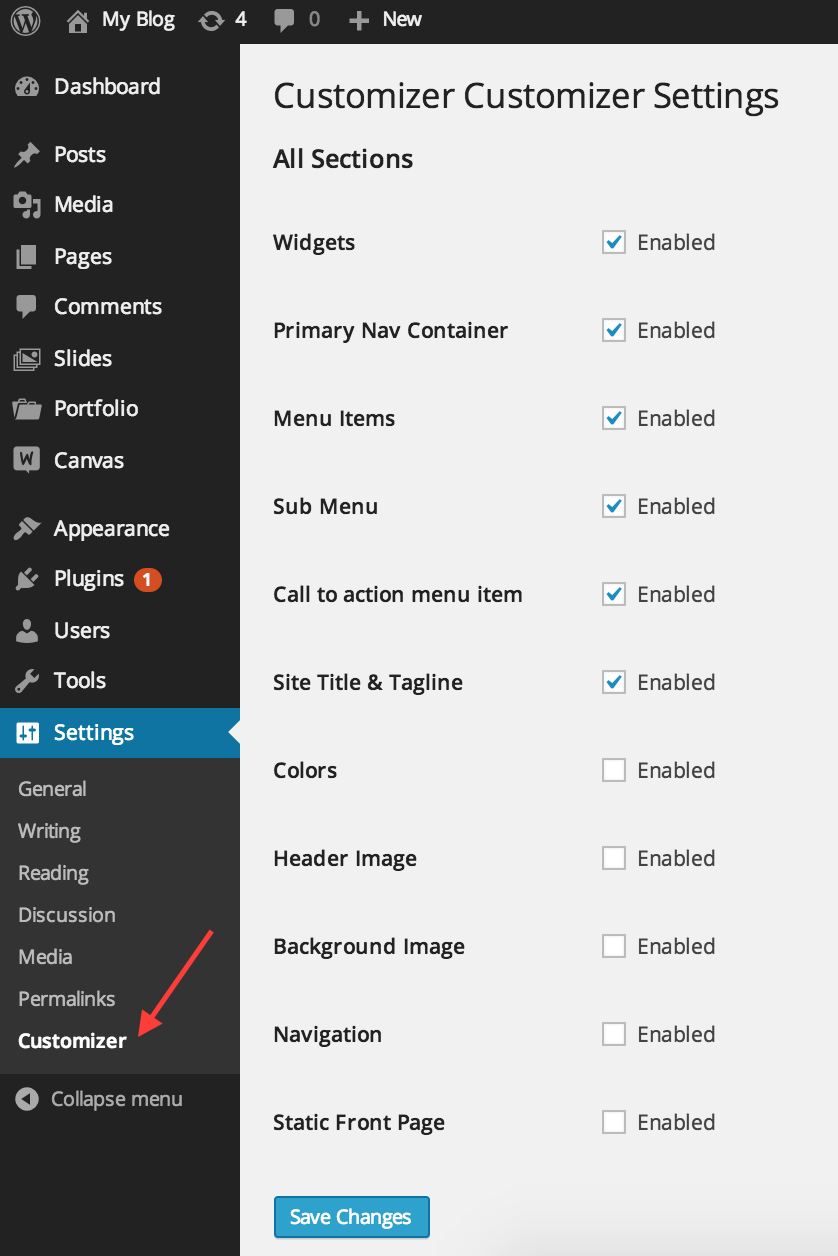 My Blog 4 0 New
Dashboard
Posts
Media
Pages
Comments
Slides
Portfolio
Canvas
Appearance
Plugins 1
Users
Tools
Settings
General
Writing
Reading
Discussion
Media
Permalinks
Customizer
Collapse menu
Customizer Customizer Settings
All Sections
Widgets Enabled
Primary Nav Container Enabled
Menu Items Enabled
Sub Menu Enabled
Call to action menu item Enabled
Site Title & Tagline Enabled
Colors Enabled
Header Image Enabled
Background Image Enabled
Navigation Enabled
Static Front Page Enabled
Save Changes